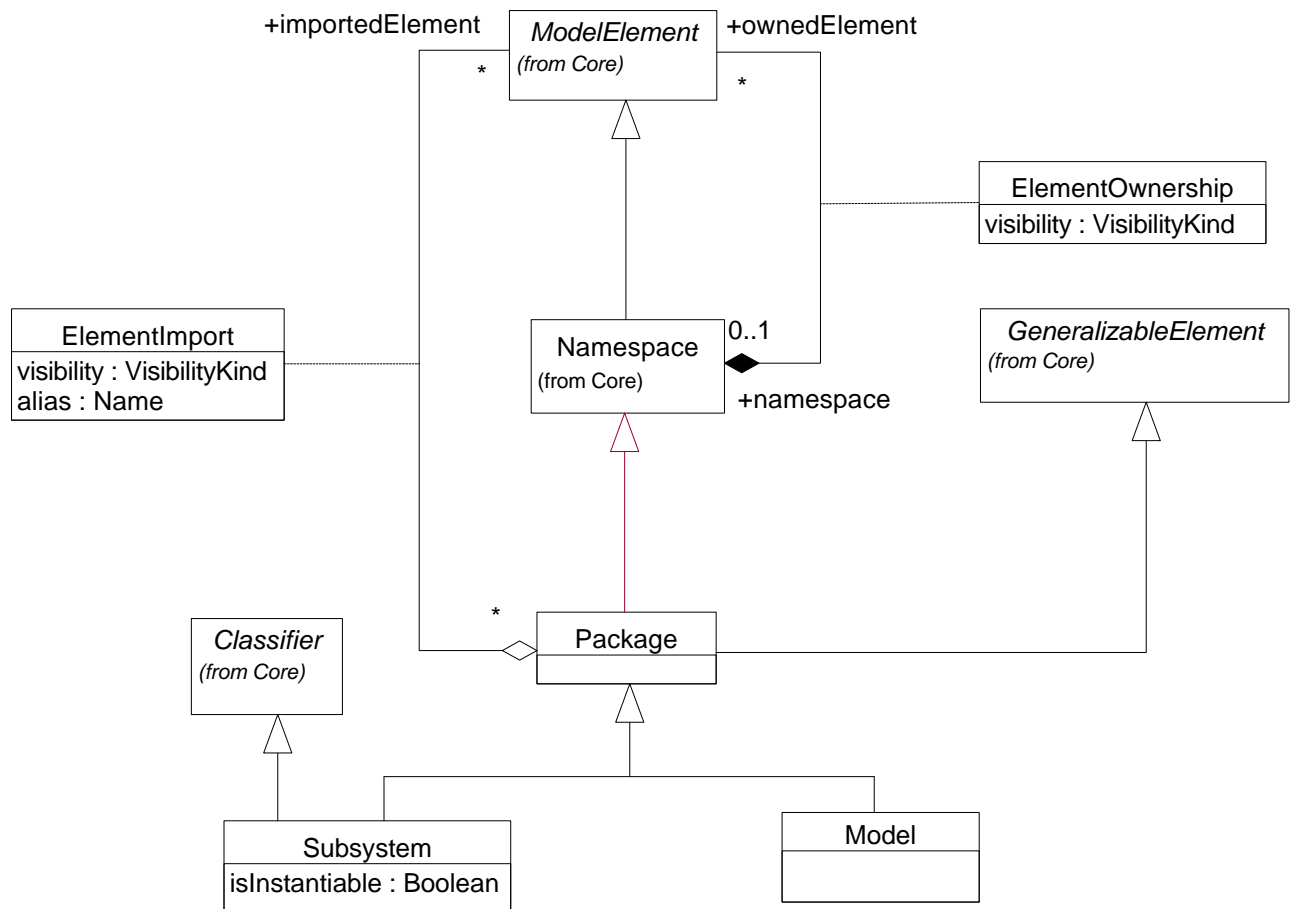 +importedElement
ModelElement
+ownedElement
(from Core)
*
*
ElementOwnership
visibility : VisibilityKind
ElementImport
visibility : VisibilityKind
alias : Name
Namespace
(from Core)
0..1
+namespace
GeneralizableElement
(from Core)
*
Package
Classifier
(from Core)
Subsystem
isInstantiable : Boolean
Model